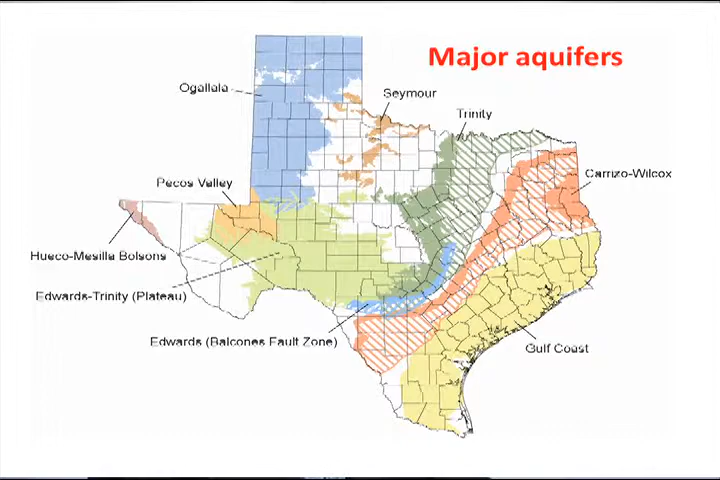 Major aquifers
Ogallala
Seymour
Trinity
Carrizo-Wilcox
Pecos Valley
Hueco-Mesilla Bolsons
Edwards-Trinity (Plateau)
Edwards (Balcones Fault Zone)
Gulf Coast